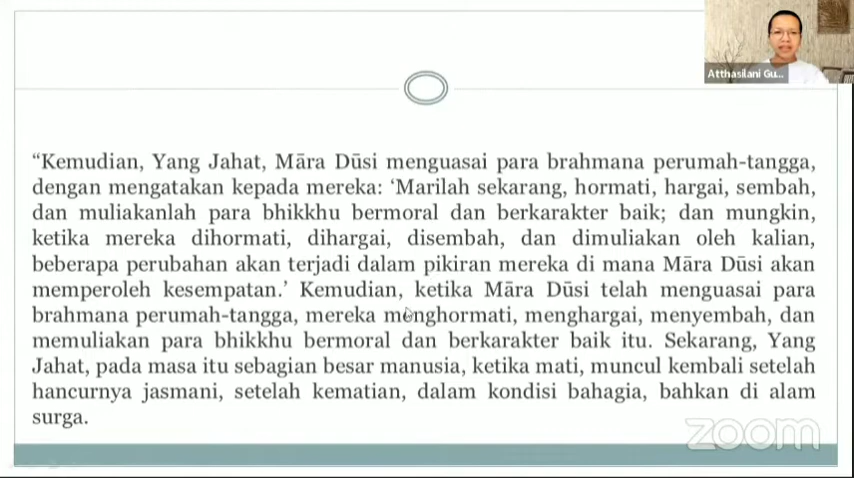 Atthasilani Gu...
“Kemudian, Yang Jahat, Māra Dūsi menguasai para brahmana perumah-tangga,
dengan mengatakan kepada mereka: ‘Marilah sekarang, hormati, hargai, sembah,
dan muliakanlah para bhikkhu bermoral dan berkarakter baik; dan mungkin,
ketika mereka dihormati, dihargai, disembah, dan dimuliakan oleh kalian,
beberapa perubahan akan terjadi dalam pikiran mereka di mana Māra Dūsi akan
memperoleh kesempatan.’ Kemudian, ketika Māra Dūsi telah menguasai para
brahmana perumah-tangga, mereka menghormati, menghargai, menyembah, dan
memuliakan para bhikkhu bermoral dan berkarakter baik itu. Sekarang, Yang
Jahat, pada masa itu sebagian besar manusia, ketika mati, muncul kembali setelah
hancurnya jasmani, setelah kematian, dalam kondisi bahagia, bahkan di alam
surga.
zoom